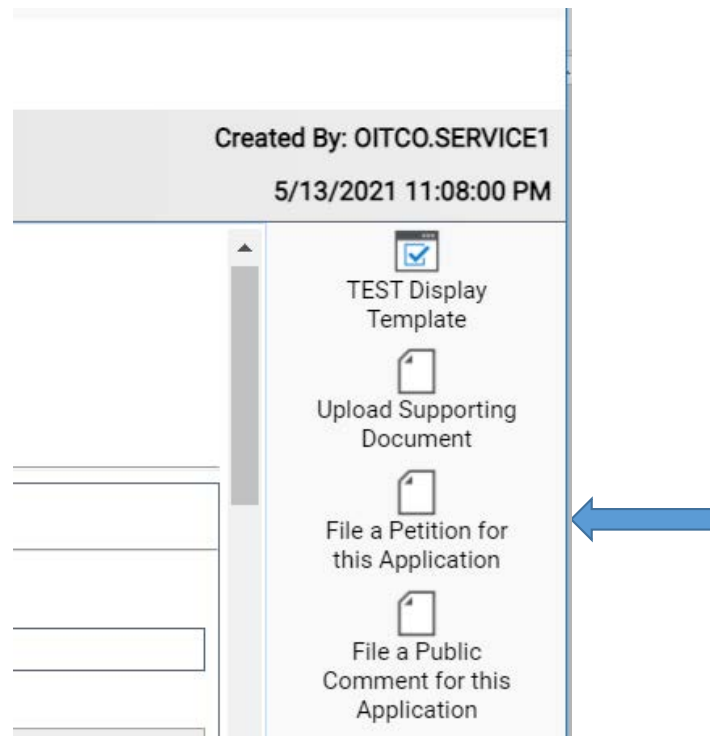 Created By: OITCO.SERVICE1
5/13/2021 11:08:00 PM
TEST Display
Template
Upload Supporting
Document
File a Petition for
this Application
File a Public
Comment for this
Application